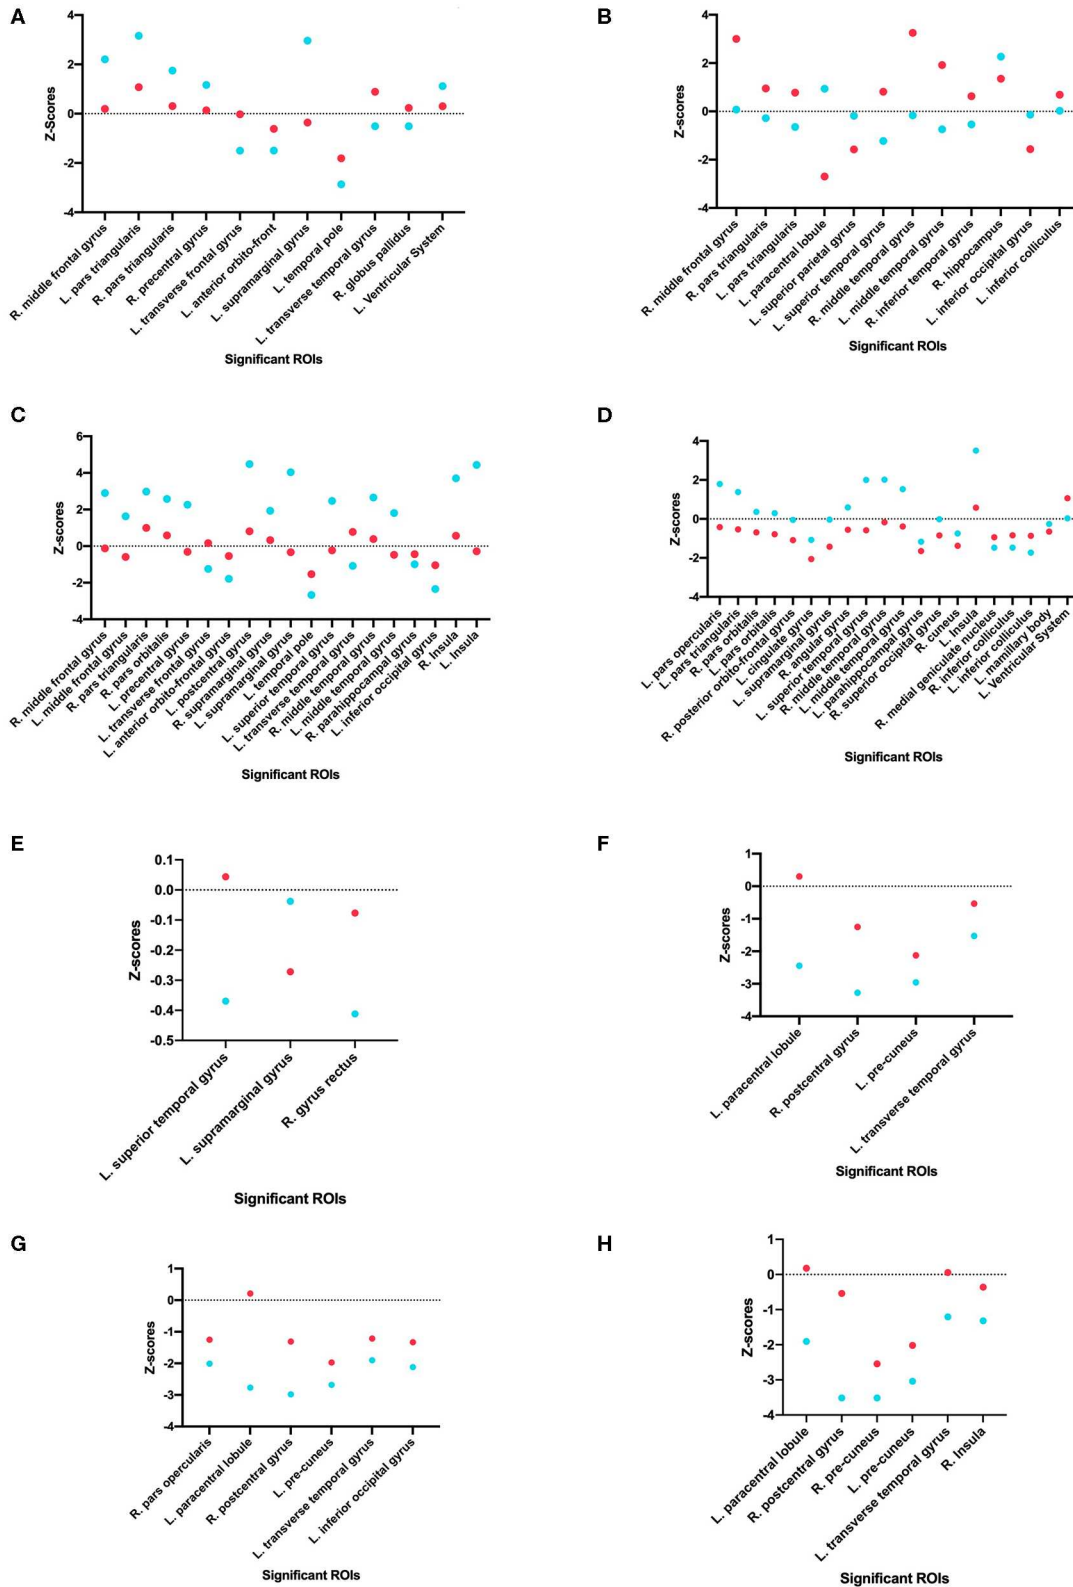 A
4
2
0
-2
-4
Z-Scores
R. middle frontal gyrus
L. pars triangularis
R. pars triangularis
R. precentral gyrus
L. transverse frontal gyrus
L. anterior orbito-front
L. supramarginal gyrus
L. temporal pole
L. transverse temporal gyrus
R. globus pallidus
L. Ventricular System
Significant ROIs
B
4
2
0
-2
-4
Z-scores
R. middle frontal gyrus
R. pars triangularis
L. pars triangularis
L. paracentral lobule
L. superior parietal gyrus
L. superior temporal gyrus
R. middle temporal gyrus
L. middle temporal gyrus
R. inferior temporal gyrus
R. hippocampus
L. inferior occipital gyrus
L. inferior colliculus
Significant ROIs
C
6
4
2
0
-2
-4
Z-scores
R. middle frontal gyrus
L. middle frontal gyrus
R. pars triangularis
R. pars orbitalis
L. precentral gyrus
L. transverse frontal gyrus
L. anterior orbito-frontal gyrus
L. postcentral gyrus
R. supramarginal gyrus
L. supramarginal gyrus
L. temporal pole
L. superior temporal gyrus
L. transverse temporal gyrus
R. middle temporal gyrus
L. middle temporal gyrus
R. parahippocampal gyrus
L. inferior occipital gyrus
R. Insula
L. Insula
Significant ROIs
D
4
2
0
-2
-4
Z-scores
L. pars opercularis
L. pars triangularis
R. pars orbitalis
L. pars orbitalis
R. posterior orbito-frontal gyrus
L. cingulate gyrus
L. supramarginal gyrus
R. angular gyrus
L. superior temporal gyrus
R. middle temporal gyrus
L. middle temporal gyrus
L. parahippocampal gyrus
R. superior occipital gyrus
R. cuneus
L. Insula
R. medial geniculate nucleus
R. inferior colliculus
L. inferior colliculus
L. mamillary body
L. Ventricular System
Significant ROIs
E
0.1
0.0
-0.1
-0.2
-0.3
-0.4
-0.5
Z-scores
L. superior temporal gyrus
L. supramarginal gyrus
R. gyrus rectus
Significant ROIs
F
1
0
-1
-2
-3
-4
Z-scores
L. paracentral lobule
R. postcentral gyrus
L. pre-cuneus
L. transverse temporal gyrus
Significant ROIs
G
1
0
-1
-2
-3
-4
Z-scores
R. pars opercularis
L. paracentral lobule
R. postcentral gyrus
L. pre-cuneus
L. transverse temporal gyrus
L. inferior occipital gyrus
Significant ROIs
H
1
0
-1
-2
-3
-4
Z-scores
L. paracentral lobule
R. postcentral gyrus
R. pre-cuneus
L. pre-cuneus
L. transverse temporal gyrus
R. Insula
Significant ROIs